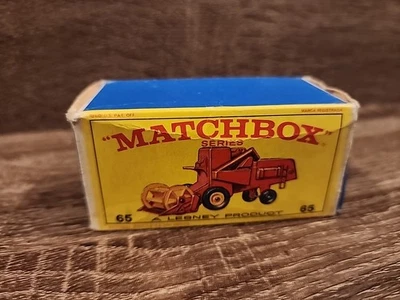 "MATCHBOX"
SERIES
65 A LESNEY PRODUCT 65